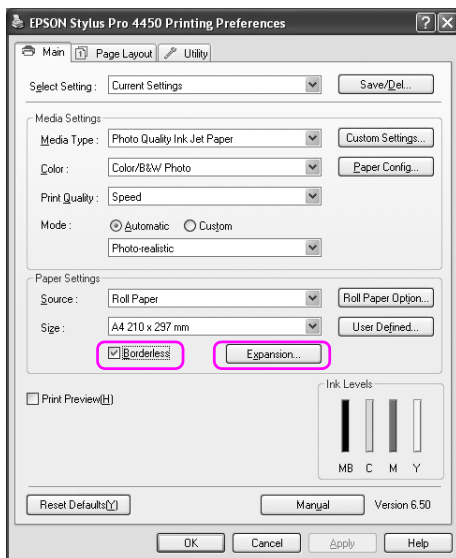 EPSON Stylus Pro 4450 Printing Preferences
Main Page Layout Utility
Select Setting : Current Settings Save/Del...
Media Settings
Media Type : Photo Quality Ink Jet Paper Custom Settings...
Color : Color/B&W Photo Paper Config...
Print Quality : Speed
Mode : Automatic Custom
Photo-realistic
Paper Settings
Source : Roll Paper Roll Paper Option...
Size : A4 210 x 297 mm User Defined...
Borderless Expansion...
Print Preview(H)
Ink Levels
MB C M Y
Reset Defaults(Y) Manual Version 6.50
OK Cancel Apply Help